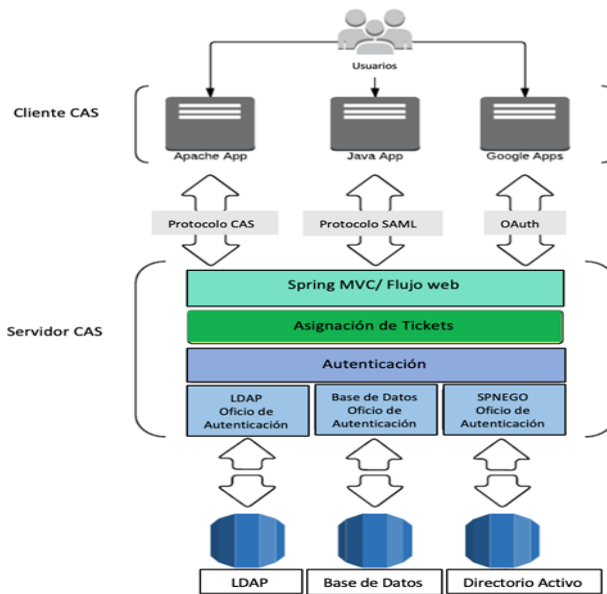 Usuarios
Cliente CAS
Apache App
Java App
Google Apps
Protocolo CAS
Protocolo SAML
OAuth
Servidor CAS
Spring MVC/ Flujo web
Asignación de Tickets
Autenticación
LDAP
Oficio de
Autenticación
Base de Datos
Oficio de
Autenticación
SPNEGO
Oficio de
Autenticación
LDAP
Base de Datos
Directorio Activo